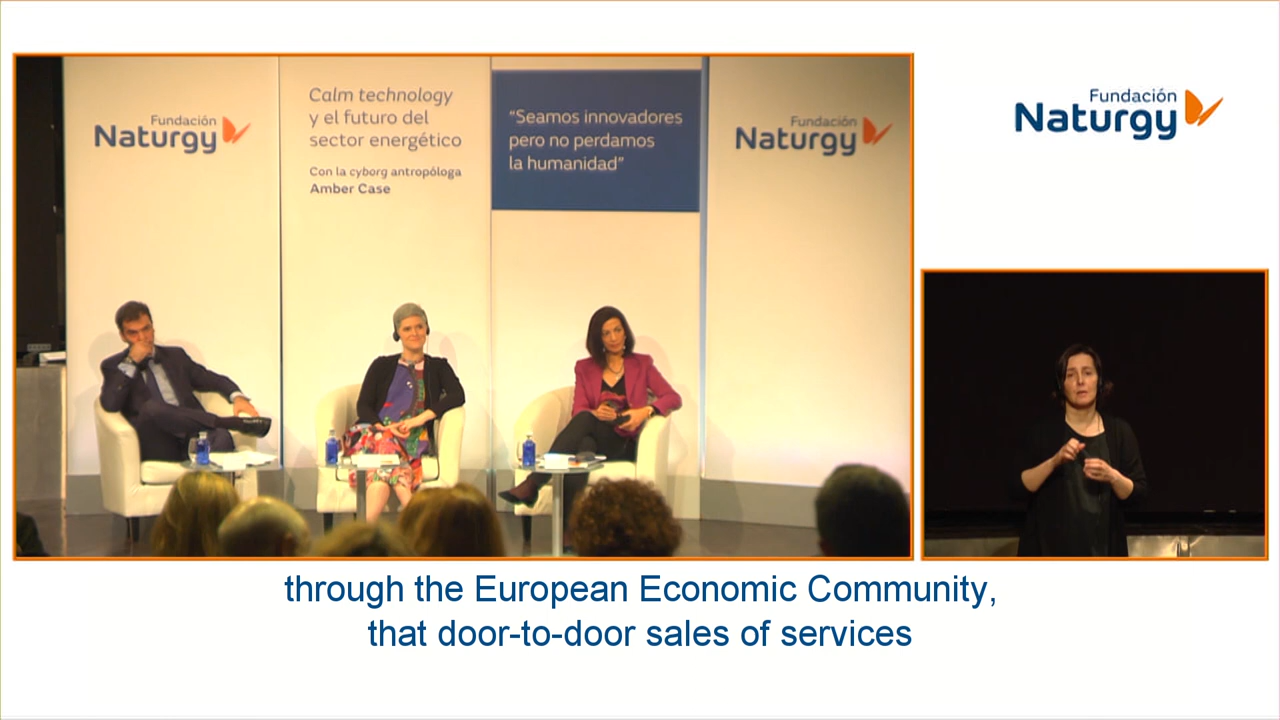 Fundación
Naturgy
Calm technology
y el futuro del
sector energético
Con la cyborg antropóloga
Amber Case
“Seamos innovadores
pero no perdamos
la humanidad”
Fundación
Naturgy
Fundación
Naturgy
through the European Economic Community,
that door-to-door sales of services